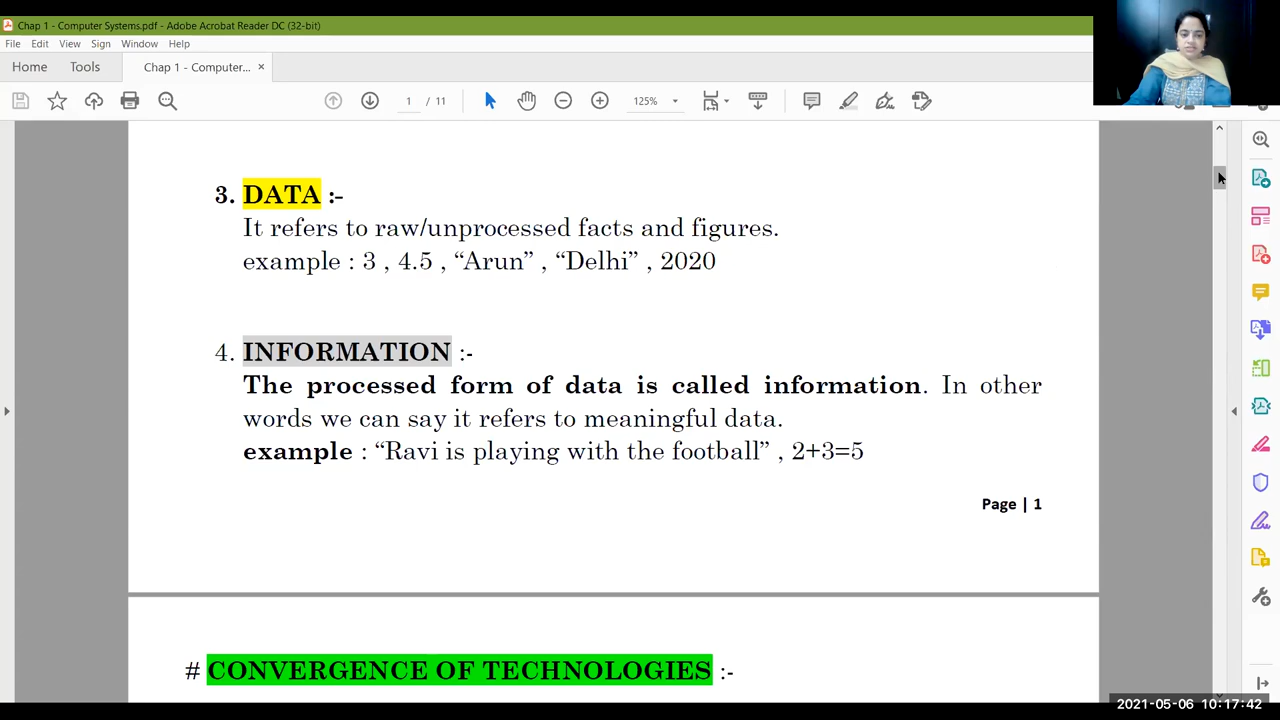 Chap 1 - Computer Systems.pdf - Adobe Acrobat Reader DC (32-bit)
File Edit View Sign Window Help
Home Tools Chap 1 - Computer... ×
1 / 11 125%
3. DATA :-
It refers to raw/unprocessed facts and figures.
example : 3 , 4.5 , “Arun” , “Delhi” , 2020
4. INFORMATION :-
The processed form of data is called information. In other
words we can say it refers to meaningful data.
example : “Ravi is playing with the football” , 2+3=5
Page | 1
# CONVERGENCE OF TECHNOLOGIES :-
2021-05-06 10:17:42